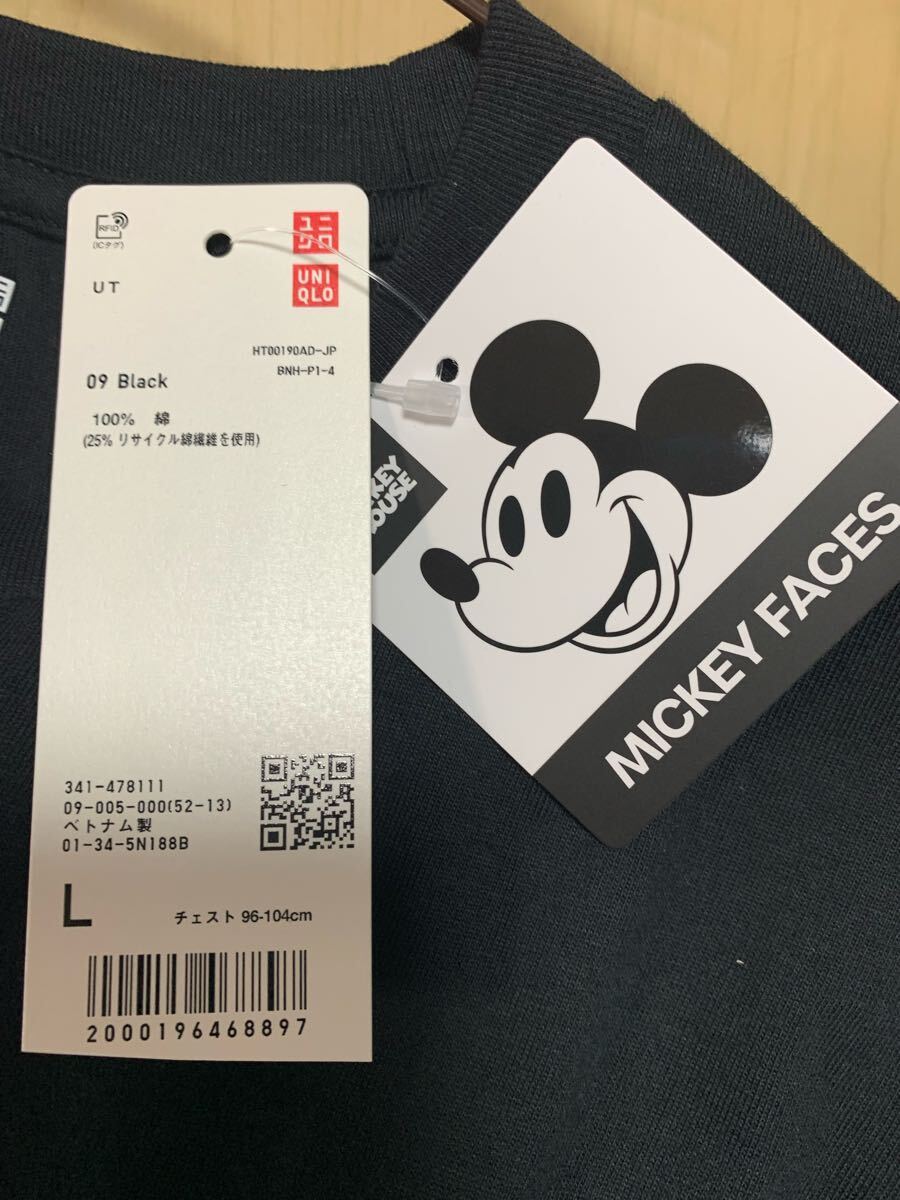 RFID
(ICタグ)
ユニ
クロ
UNI
QLO
UT
HT00190AD-JP
BNH-P1-4
09 Black
100% 綿
(25% リサイクル綿繊維を使用)
341-478111
09-005-000(52-13)
ベトナム製
01-34-5N188B
L
チェスト 96-104cm
2000196468897
MICKEY FACES